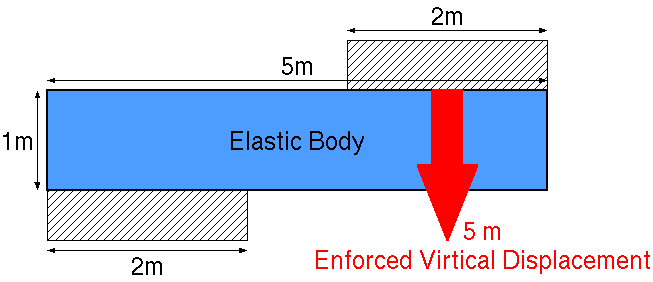 2m
5m
1m
Elastic Body
5 m
Enforced Virtical Displacement
2m